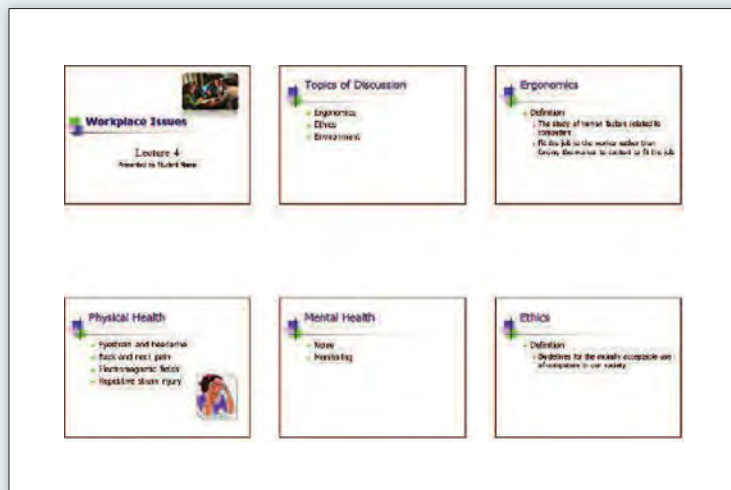 Workplace Issues
Lecture 4
Presented by Student Name
Topics of Discussion
Ergonomics
Ethics
Environment
Ergonomics
Definition
The study of human factors related to
computers
Fit the job to the worker rather than
forcing the worker to contort to fit the job
Physical Health
Eyestrain and headache
Back and neck pain
Electromagnetic fields
Repetitive strain injury
Mental Health
Noise
Monitoring
Ethics
Definition
Guidelines for the morally acceptable use
of computers in our society